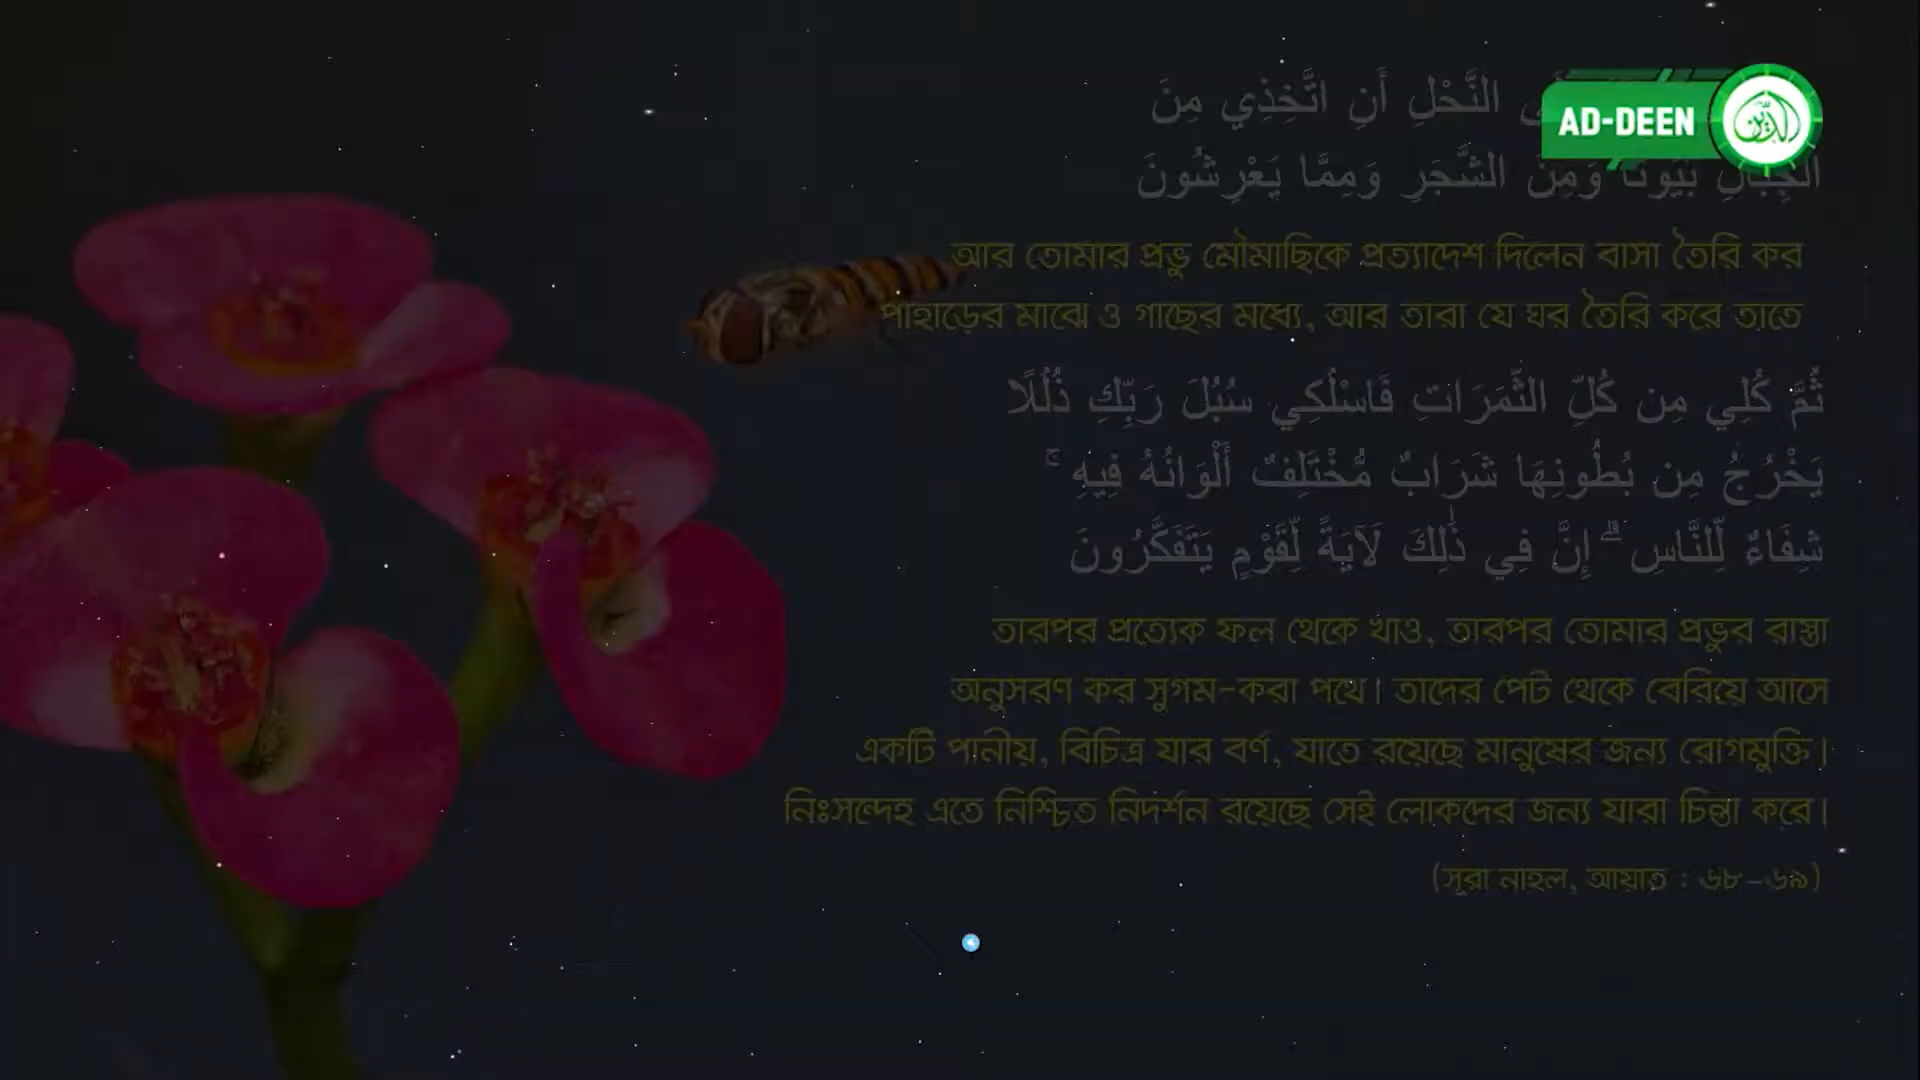 النَّحْلِ أَنِ اتَّخِذِي مِنَ
AD-DEEN
الْجِبَالِ بُيُوتًا وَمِنَ الشَّجَرِ وَمِمَّا يَعْرِشُونَ
আর তোমার প্রভু মৌমাছিকে প্রত্যাদেশ দিলেন বাসা তৈরি কর
পাহাড়ের মাঝে ও গাছের মধ্যে, আর তারা যে ঘর তৈরি করে তাতে
ثُمَّ كُلِي مِن كُلِّ الثَّمَرَاتِ فَاسْلُكِي سُبُلَ رَبِّكِ ذُلُلًا
يَخْرُجُ مِن بُطُونِهَا شَرَابٌ مُّخْتَلِفٌ أَلْوَانُهُ فِيهِ ۚ
شِفَاءٌ لِّلنَّاسِ ۗ إِنَّ فِي ذَٰلِكَ لَآيَةً لِّقَوْمٍ يَتَفَكَّرُونَ
তারপর প্রত্যেক ফল থেকে খাও, তারপর তোমার প্রভুর রাস্তা
অনুসরণ কর সুগম-করা পথে। তাদের পেট থেকে বেরিয়ে আসে
একটি পানীয়, বিচিত্র যার বর্ণ, যাতে রয়েছে মানুষের জন্য রোগমুক্তি।
নিঃসন্দেহ এতে নিশ্চিত নিদর্শন রয়েছে সেই লোকদের জন্য যারা চিন্তা করে।
(সূরা নাহল, আয়াত : ৬৮-৬৯)